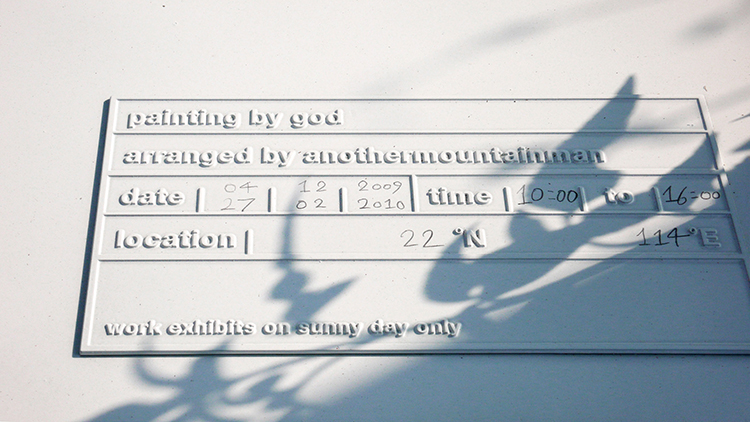 painting by god
arranged by anothermountainman
date | 04 | 12 | 2009 | time | 10:00 | to | 16:00
27 | 02 | 2010
location | 22 °N 114° E
work exhibits on sunny day only